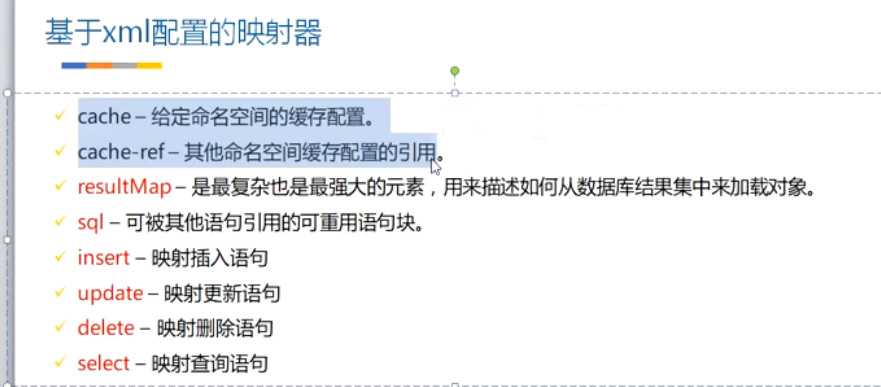 基于xml配置的映射器
cache – 给定命名空间的缓存配置。
cache-ref – 其他命名空间缓存配置的引用。
resultMap – 是最复杂也是最强大的元素，用来描述如何从数据库结果集中来加载对象。
sql – 可被其他语句引用的可重用语句块。
insert – 映射插入语句
update – 映射更新语句
delete – 映射删除语句
select – 映射查询语句